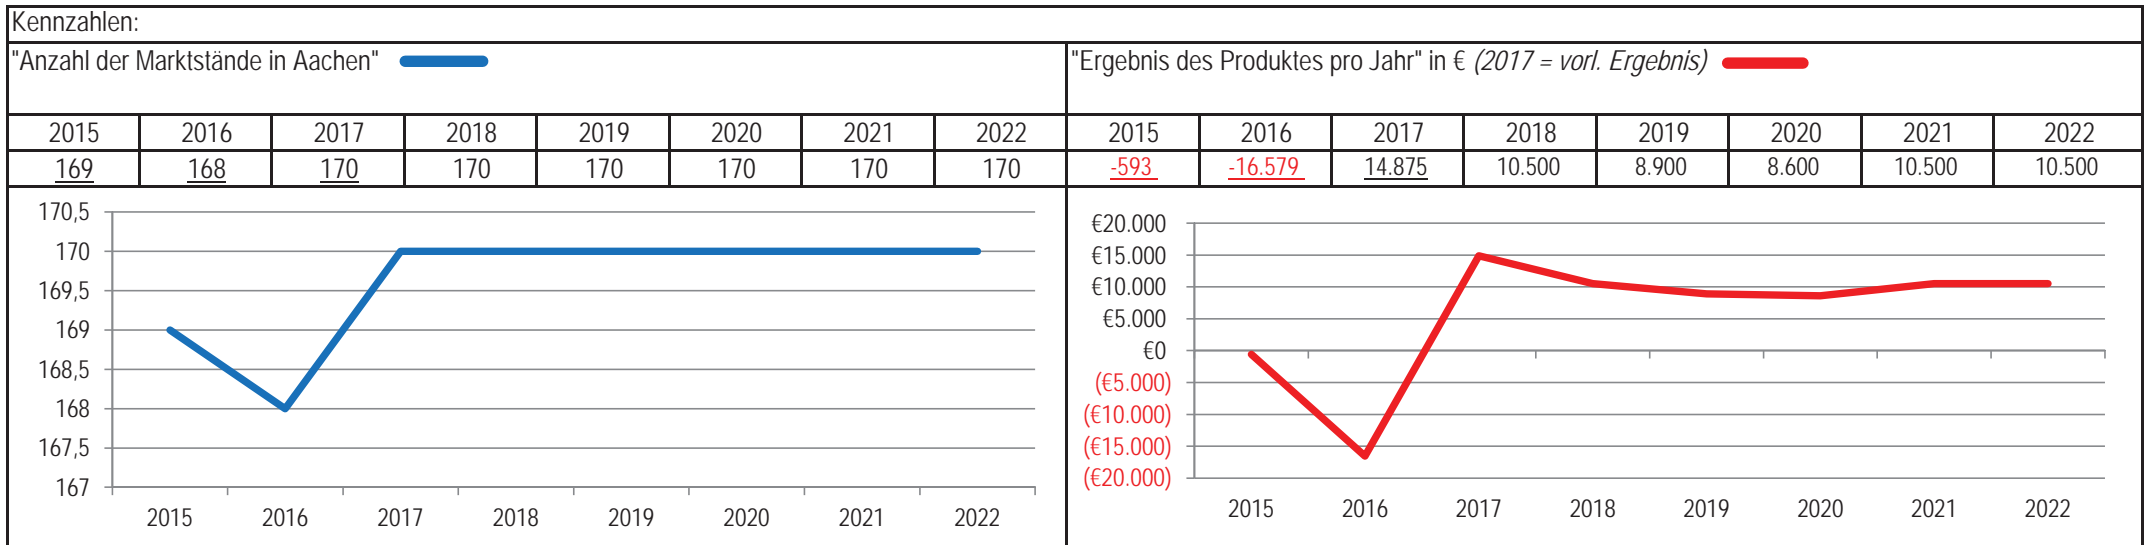 Kennzahlen:
"Anzahl der Marktstände in Aachen"
"Ergebnis des Produktes pro Jahr" in € (2017 = vorl. Ergebnis)
2015 2016 2017 2018 2019 2020 2021 2022 2015 2016 2017 2018 2019 2020 2021 2022
169 168 170 170 170 170 170 170 -593 -16.579 14.875 10.500 8.900 8.600 10.500 10.500
170,5
170
169,5
169
168,5
168
167,5
167
2015 2016 2017 2018 2019 2020 2021 2022
€20.000
€15.000
€10.000
€5.000
€0
(€5.000)
(€10.000)
(€15.000)
(€20.000)
2015 2016 2017 2018 2019 2020 2021 2022